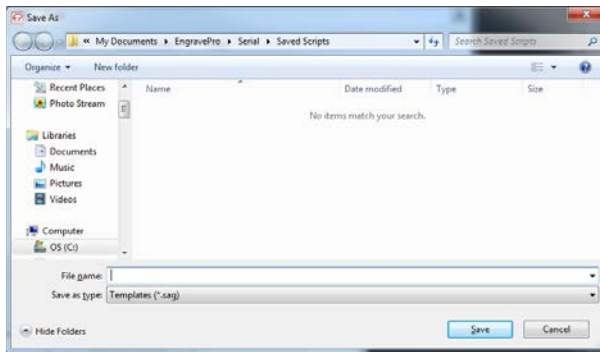 Save As
« My Documents ▸ EngravePro ▸ Serial ▸ Saved Scripts
Search Saved Scripts
Organize
New folder
Recent Places
Photo Stream
Libraries
Documents
Music
Pictures
Videos
Computer
OS (C:)
Name
Date modified
Type
Size
No items match your search.
File name:
Save as type: Templates (*.sag)
Hide Folders
Save
Cancel